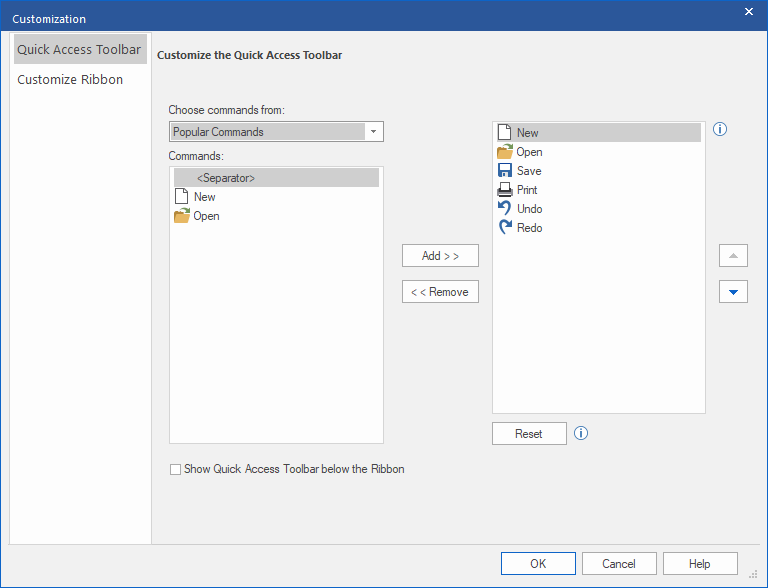 Customization
Quick Access Toolbar
Customize Ribbon
Customize the Quick Access Toolbar
Choose commands from:
Popular Commands
Commands:
<Separator>
New
Open
Add > >
< < Remove
New
Open
Save
Print
Undo
Redo
Reset
Show Quick Access Toolbar below the Ribbon
OK
Cancel
Help